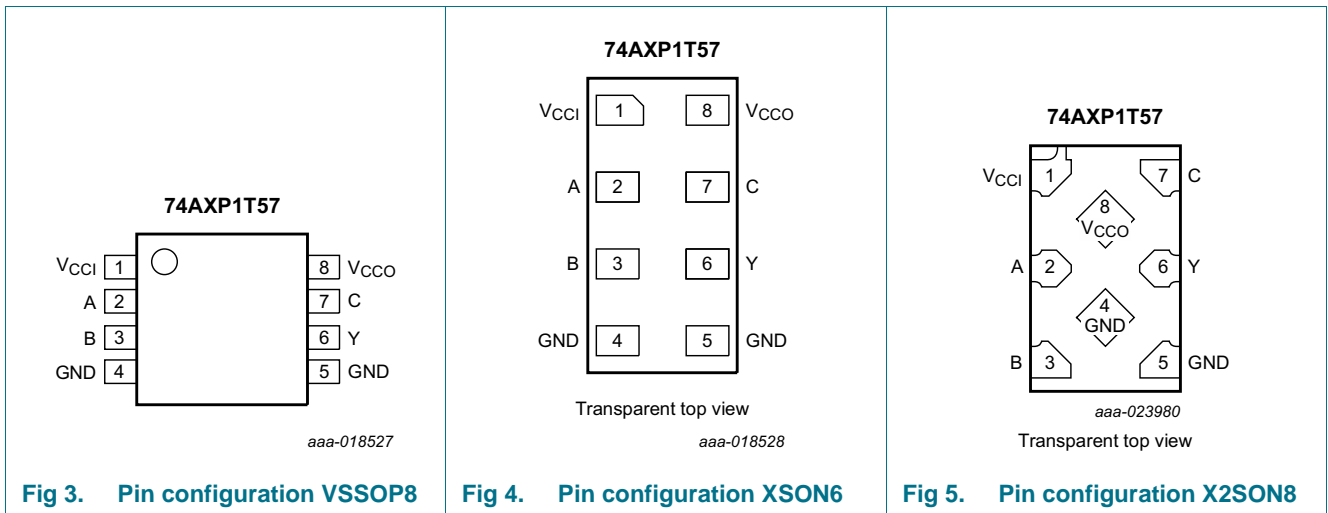 74AXP1T57
VCCI 1 8 VCCO
A 2 7 C
B 3 6 Y
GND 4 5 GND
aaa-018527
Fig 3. Pin configuration VSSOP8
74AXP1T57
VCCI 1 8 VCCO
A 2 7 C
B 3 6 Y
GND 4 5 GND
Transparent top view
aaa-018528
Fig 4. Pin configuration XSON6
74AXP1T57
VCCI 1 7 C
8
VCCO
A 2 6 Y
4
GND
B 3 5 GND
aaa-023980
Transparent top view
Fig 5. Pin configuration X2SON8